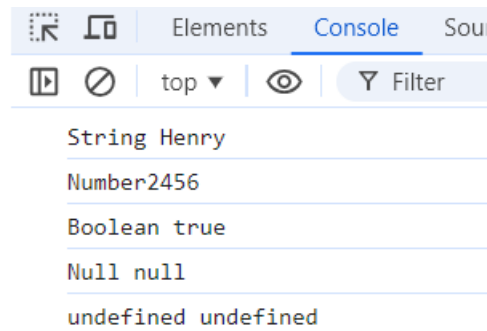 Elements Console Sour
top ▼ Filter
String Henry
Number2456
Boolean true
Null null
undefined undefined